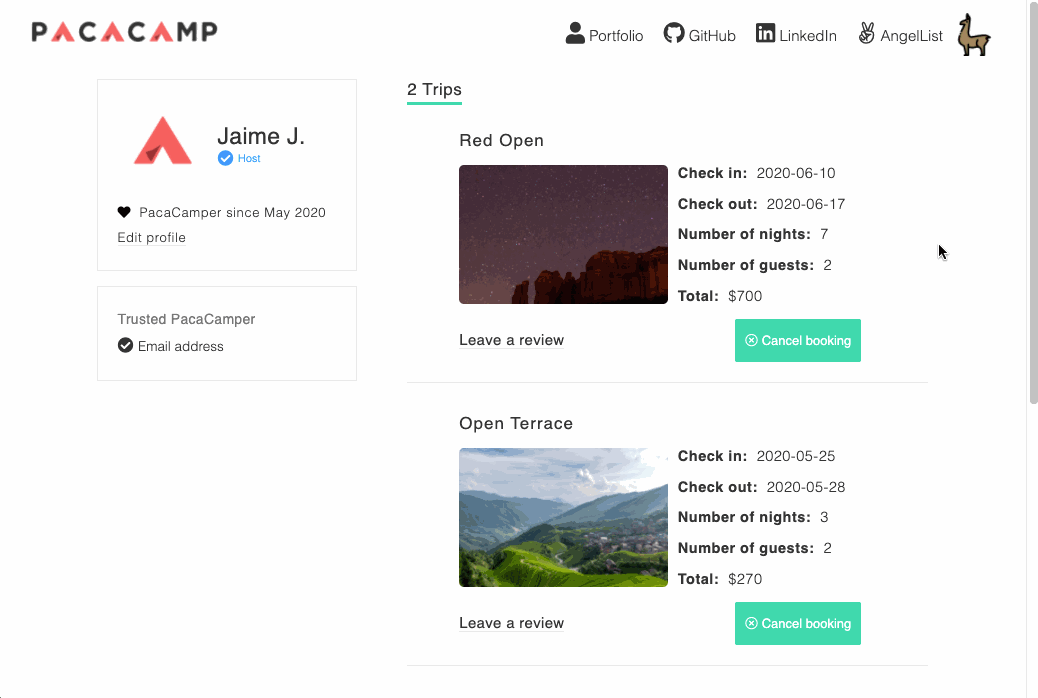 PACACAMP
Portfolio GitHub LinkedIn AngelList
Jaime J.
Host
PacaCamper since May 2020
Edit profile
Trusted PacaCamper
Email address
2 Trips
Red Open
Check in: 2020-06-10
Check out: 2020-06-17
Number of nights: 7
Number of guests: 2
Total: $700
Leave a review
Cancel booking
Open Terrace
Check in: 2020-05-25
Check out: 2020-05-28
Number of nights: 3
Number of guests: 2
Total: $270
Leave a review
Cancel booking